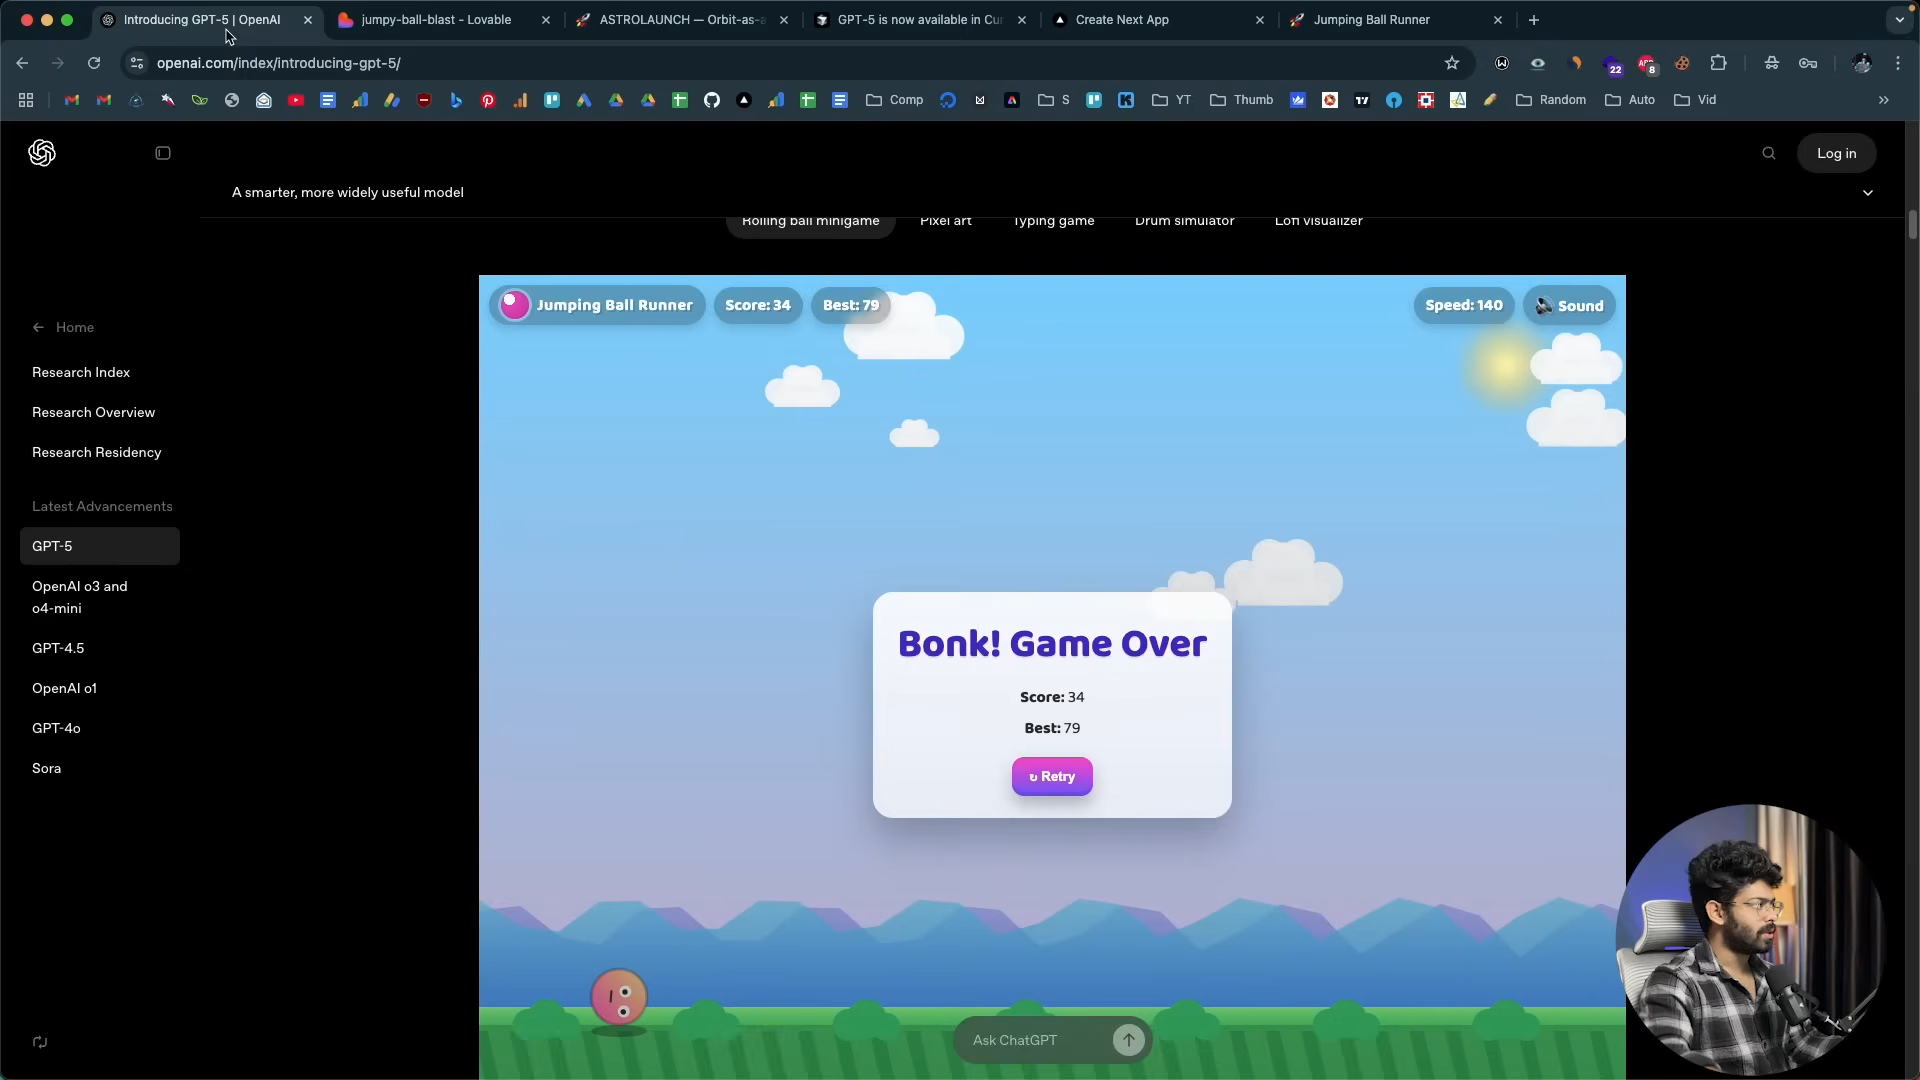 Introducing GPT-5 | OpenAI
jumpy-ball-blast - Lovable
ASTROLAUNCH — Orbit-as-a
GPT-5 is now available in Cur
Create Next App
Jumping Ball Runner
openai.com/index/introducing-gpt-5/
22
ABP
8
Comp
S
YT
Thumb
Random
Auto
Vid
Log in
A smarter, more widely useful model
Rolling ball minigame
Pixel art
Typing game
Drum simulator
Lofi visualizer
Jumping Ball Runner
Score: 34
Best: 79
Speed: 140
Sound
Home
Research Index
Research Overview
Research Residency
Latest Advancements
GPT-5
OpenAI o3 and
o4-mini
GPT-4.5
OpenAI o1
GPT-4o
Sora
Bonk! Game Over
Score: 34
Best: 79
↻ Retry
Ask ChatGPT